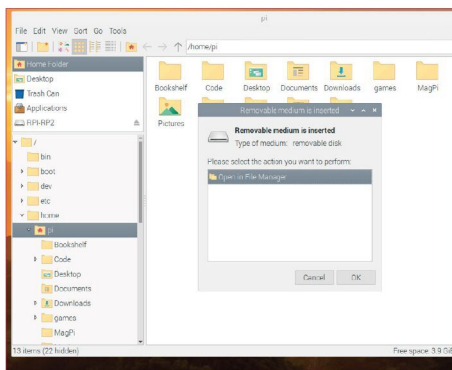 pi
File Edit View Sort Go Tools
/home/pi
Home Folder
Desktop
Trash Can
Applications
RPI-RP2
/
bin
boot
dev
etc
home
pi
Bookshelf
Code
Desktop
Documents
Downloads
games
MagPi
Bookshelf Code Desktop Documents Downloads games MagPi
Pictures
Removable medium is inserted
Removable medium is inserted
Type of medium: removable disk
Please select the action you want to perform:
Open in File Manager
Cancel OK
13 items (22 hidden)
Free space: 3.9 GiB